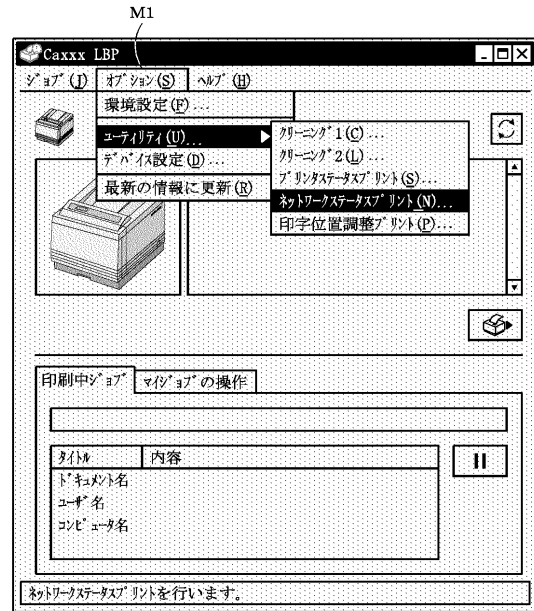 M1
Caxxx LBP
ｼﾞｮﾌﾞ(J) ｵﾌﾟｼｮﾝ(S) ﾍﾙﾌﾟ(H)
環境設定(F)...
ﾕｰﾃｨﾘﾃｨ(U)...
ﾃﾞﾊﾞｲｽ設定(D)...
最新の情報に更新(R)
ｸﾘｰﾆﾝｸﾞ1(C)...
ｸﾘｰﾆﾝｸﾞ2(L)...
ﾌﾟﾘﾝﾀｽﾃｰﾀｽﾌﾟﾘﾝﾄ(S)...
ﾈｯﾄﾜｰｸｽﾃｰﾀｽﾌﾟﾘﾝﾄ(N)...
印字位置調整ﾌﾟﾘﾝﾄ(P)...
印刷中ｼﾞｮﾌﾞ ﾏｲｼﾞｮﾌﾞの操作
ﾀｲﾄﾙ 内容
ﾄﾞｷｭﾒﾝﾄ名
ﾕｰｻﾞ名
ｺﾝﾋﾟｭｰﾀ名
ﾈｯﾄﾜｰｸｽﾃｰﾀｽﾌﾟﾘﾝﾄを行います。